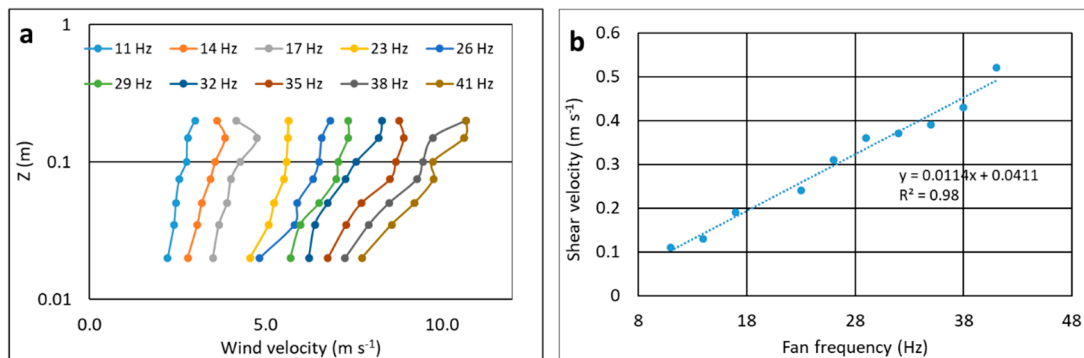 a
1
11 Hz 14 Hz 17 Hz 23 Hz 26 Hz
29 Hz 32 Hz 35 Hz 38 Hz 41 Hz
Z (m)
0.1
0.01
0.0 5.0 10.0
Wind velocity (m s⁻¹)
b
0.6
0.5
0.4
0.3
0.2
0.1
0
Shear velocity (m s⁻¹)
y = 0.0114x + 0.0411
R² = 0.98
8 18 28 38 48
Fan frequency (Hz)